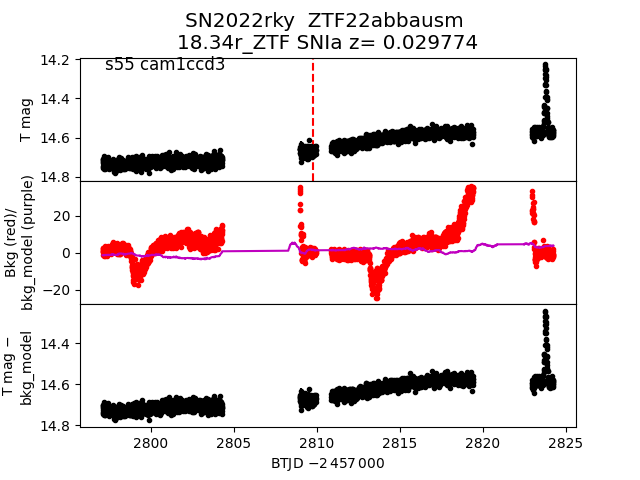 SN2022rky  ZTF22abbausm
18.34r_ZTF SNIa z= 0.029774
s55 cam1ccd3
T mag
14.2
14.4
14.6
14.8
Bkg (red)/
bkg_model (purple)
20
0
−20
T mag −
bkg_model
14.4
14.6
14.8
2800
2805
2810
2815
2820
2825
BTJD −2 457 000